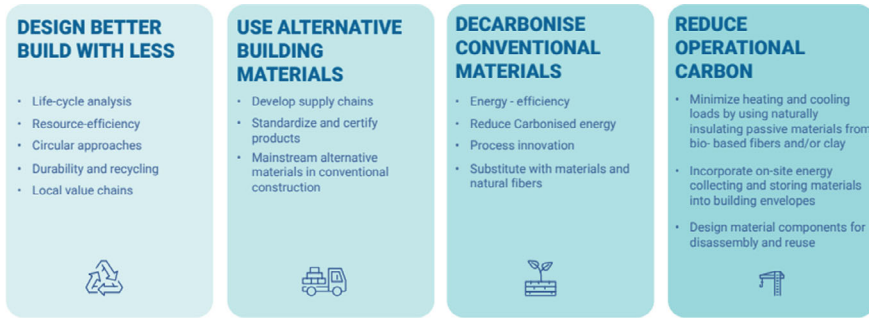 DESIGN BETTER
BUILD WITH LESS
• Life-cycle analysis
• Resource-efficiency
• Circular approaches
• Durability and recycling
• Local value chains
USE ALTERNATIVE
BUILDING
MATERIALS
• Develop supply chains
• Standardize and certify
products
• Mainstream alternative
materials in conventional
construction
DECARBONISE
CONVENTIONAL
MATERIALS
• Energy - efficiency
• Reduce Carbonised energy
• Process innovation
• Substitute with materials and
natural fibers
REDUCE
OPERATIONAL
CARBON
• Minimize heating and cooling
loads by using naturally
insulating passive materials from
bio- based fibers and/or clay
• Incorporate on-site energy
collecting and storing materials
into building envelopes
• Design material components for
disassembly and reuse